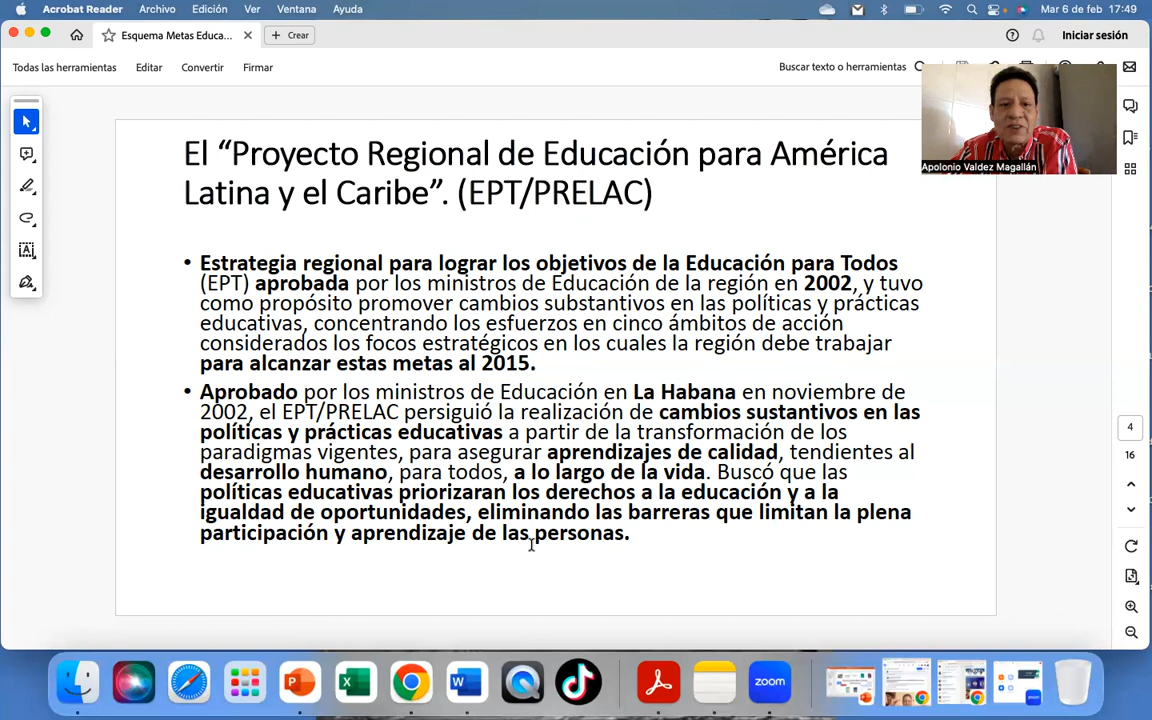 Acrobat Reader Archivo Edición Ver Ventana Ayuda Mar 6 de feb 17:49
Esquema Metas Educa... Crear Iniciar sesión
Todas las herramientas Editar Convertir Firmar Buscar texto o herramientas
Apolonio Valdez Magallán
El “Proyecto Regional de Educación para América
Latina y el Caribe”. (EPT/PRELAC)
• Estrategia regional para lograr los objetivos de la Educación para Todos
(EPT) aprobada por los ministros de Educación de la región en 2002, y tuvo
como propósito promover cambios substantivos en las políticas y prácticas
educativas, concentrando los esfuerzos en cinco ámbitos de acción
considerados los focos estratégicos en los cuales la región debe trabajar
para alcanzar estas metas al 2015.
• Aprobado por los ministros de Educación en La Habana en noviembre de
2002, el EPT/PRELAC persiguió la realización de cambios sustantivos en las
políticas y prácticas educativas a partir de la transformación de los
paradigmas vigentes, para asegurar aprendizajes de calidad, tendientes al
desarrollo humano, para todos, a lo largo de la vida. Buscó que las
políticas educativas priorizaran los derechos a la educación y a la
igualdad de oportunidades, eliminando las barreras que limitan la plena
participación y aprendizaje de las personas.
4
16
zoom